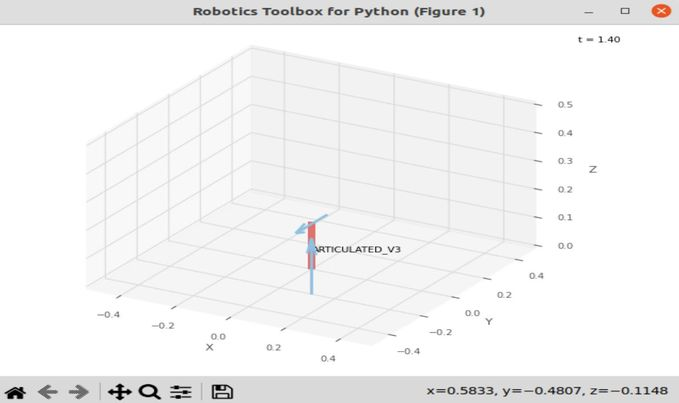 Robotics Toolbox for Python (Figure 1)
t = 1.40
0.5
0.4
0.3
Z
0.2
0.1
0.0
ARTICULATED_V3
0.4
0.2
0.0
Y
−0.2
−0.4
−0.4
−0.2
0.0
X
0.2
0.4
x=0.5833, y=−0.4807, z=−0.1148